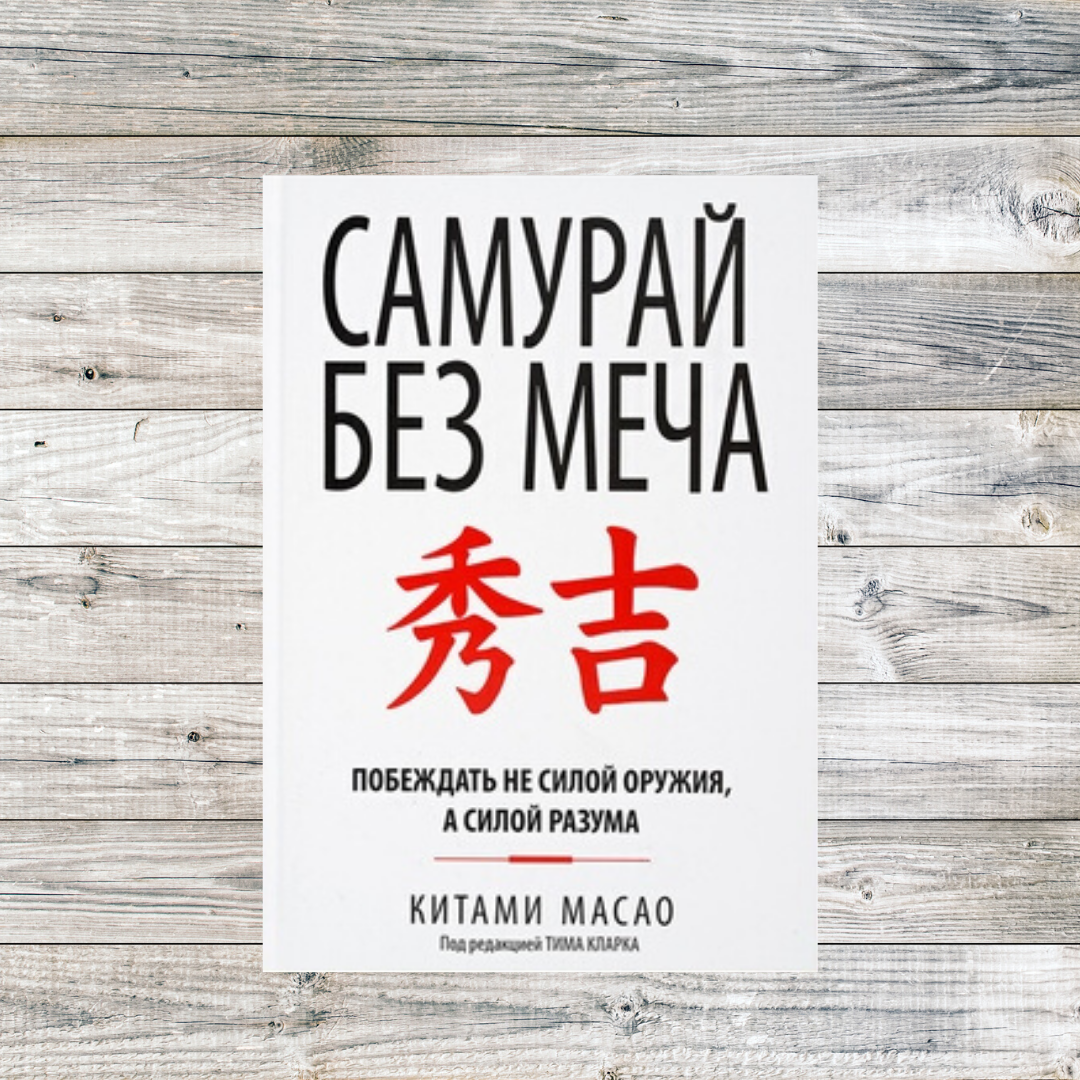 САМУРАЙ
БЕЗ МЕЧА
秀吉
ПОБЕЖДАТЬ НЕ СИЛОЙ ОРУЖИЯ,
А СИЛОЙ РАЗУМА
КИТАМИ МАСАО
Под редакцией ТИМА КЛАРКА